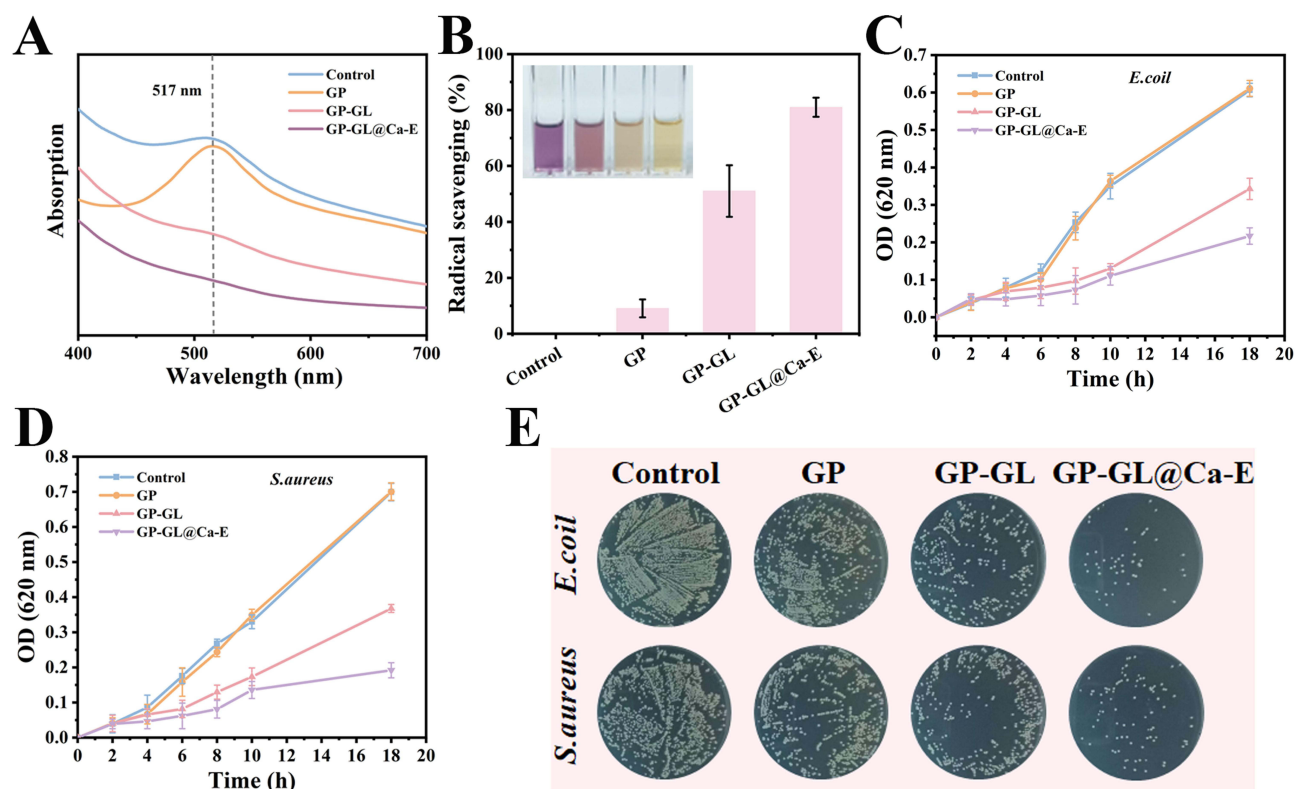 A
Control
GP
GP-GL
GP-GL@Ca-E
517 nm
Absorption
400
500
600
700
Wavelength (nm)
B
100
80
60
40
20
0
Radical scavenging (%)
Control
GP
GP-GL
GP-GL@Ca-E
C
0.7
0.6
0.5
0.4
0.3
0.2
0.1
0.0
OD (620 nm)
Control
GP
GP-GL
GP-GL@Ca-E
E.coil
0 2 4 6 8 10 12 14 16 18 20
Time (h)
D
0.8
0.7
0.6
0.5
0.4
0.3
0.2
0.1
0.0
OD (620 nm)
Control
GP
GP-GL
GP-GL@Ca-E
S.aureus
0 2 4 6 8 10 12 14 16 18 20
Time (h)
E
Control GP GP-GL GP-GL@Ca-E
E.coil
S.aureus